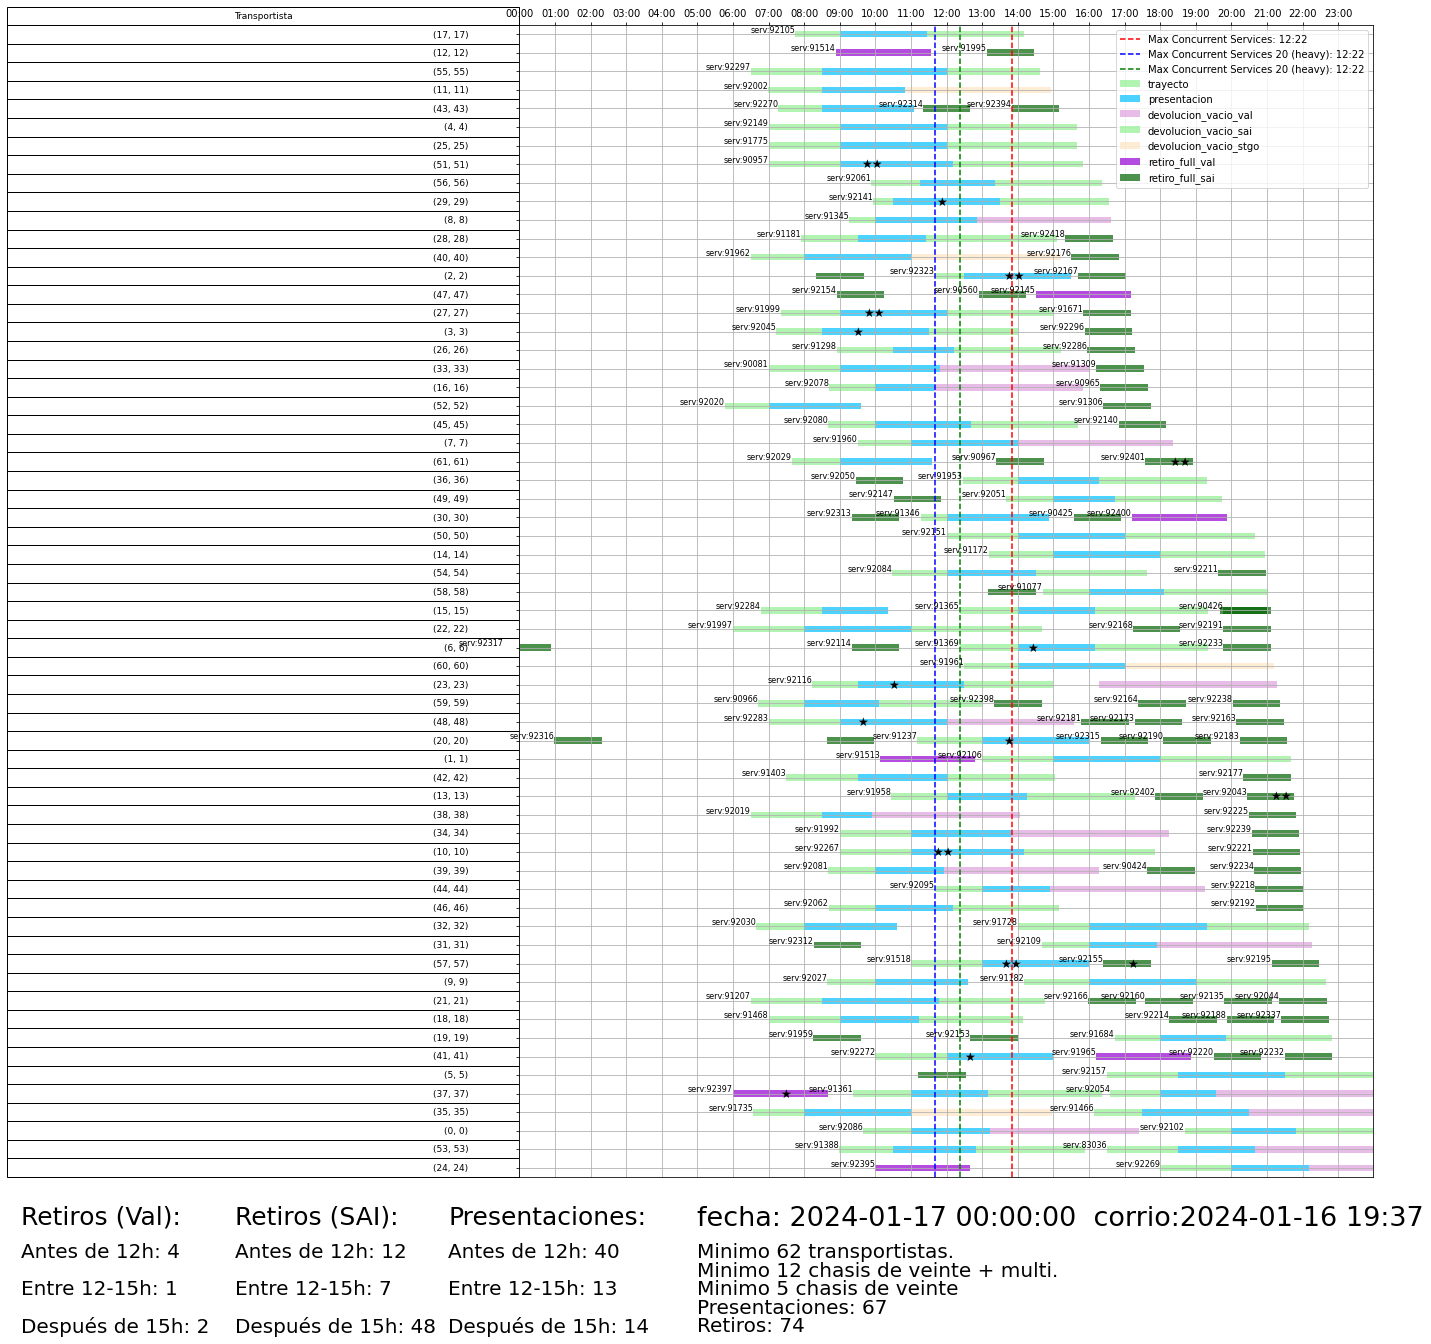 Transportista
00:00 01:00 02:00 03:00 04:00 05:00 06:00 07:00 08:00 09:00 10:00 11:00 12:00 13:00 14:00 15:00 16:00 17:00 18:00 19:00 20:00 21:00 22:00 23:00
Max Concurrent Services: 12:22
Max Concurrent Services 20 (heavy): 12:22
Max Concurrent Services 20 (heavy): 12:22
trayecto
presentacion
devolucion_vacio_val
devolucion_vacio_sai
devolucion_vacio_stgo
retiro_full_val
retiro_full_sai
(17, 17) serv:92105
(12, 12) serv:91514 serv:91995
(55, 55) serv:92297
(11, 11) serv:92002
(43, 43) serv:92270 serv:92314 serv:92394
(4, 4) serv:92149
(25, 25) serv:91775
(51, 51) serv:90957
(56, 56) serv:92061
(29, 29) serv:92141
(8, 8) serv:91345
(28, 28) serv:91181 serv:92418
(40, 40) serv:91962 serv:92176
(2, 2) serv:92323 serv:92167
(47, 47) serv:92154 serv:90560 serv:92145
(27, 27) serv:91999 serv:91671
(3, 3) serv:92045 serv:92296
(26, 26) serv:91298 serv:92286
(33, 33) serv:90081 serv:91309
(16, 16) serv:92078 serv:90965
(52, 52) serv:92020 serv:91306
(45, 45) serv:92080 serv:92140
(7, 7) serv:91960
(61, 61) serv:92029 serv:90967 serv:92401
(36, 36) serv:92050 serv:91953
(49, 49) serv:92147 serv:92051
(30, 30) serv:92313 serv:91346 serv:90425 serv:92400
(50, 50) serv:92151
(14, 14) serv:91172
(54, 54) serv:92084 serv:92211
(58, 58) serv:91077
(15, 15) serv:92284 serv:91365 serv:90426
(22, 22) serv:91997 serv:92168 serv:92191
(6, 6) serv:92317 serv:92114 serv:91369 serv:92233
(60, 60) serv:91961
(23, 23) serv:92116
(59, 59) serv:90966 serv:92398 serv:92164 serv:92238
(48, 48) serv:92283 serv:92181 serv:92173 serv:92163
(20, 20) serv:92316 serv:91237 serv:92315 serv:92190 serv:92183
(1, 1) serv:91513 serv:92106
(42, 42) serv:91403 serv:92177
(13, 13) serv:91958 serv:92402 serv:92043
(38, 38) serv:92019 serv:92225
(34, 34) serv:91992 serv:92239
(10, 10) serv:92267 serv:92221
(39, 39) serv:92081 serv:90424 serv:92234
(44, 44) serv:92095 serv:92218
(46, 46) serv:92062 serv:92192
(32, 32) serv:92030 serv:91728
(31, 31) serv:92312 serv:92109
(57, 57) serv:91518 serv:92155 serv:92195
(9, 9) serv:92027 serv:91182
(21, 21) serv:91207 serv:92166 serv:92160 serv:92135 serv:92044
(18, 18) serv:91468 serv:92214 serv:92188 serv:92337
(19, 19) serv:91959 serv:92153 serv:91684
(41, 41) serv:92272 serv:91965 serv:92220 serv:92232
(5, 5) serv:92157
(37, 37) serv:92397 serv:91361 serv:92054
(35, 35) serv:91735 serv:91466
(0, 0) serv:92086 serv:92102
(53, 53) serv:91388 serv:83036
(24, 24) serv:92395 serv:92269
Retiros (Val):
Antes de 12h: 4
Entre 12-15h: 1
Después de 15h: 2
Retiros (SAI):
Antes de 12h: 12
Entre 12-15h: 7
Después de 15h: 48
Presentaciones:
Antes de 12h: 40
Entre 12-15h: 13
Después de 15h: 14
fecha: 2024-01-17 00:00:00 corrio:2024-01-16 19:37
Minimo 62 transportistas.
Minimo 12 chasis de veinte + multi.
Minimo 5 chasis de veinte
Presentaciones: 67
Retiros: 74